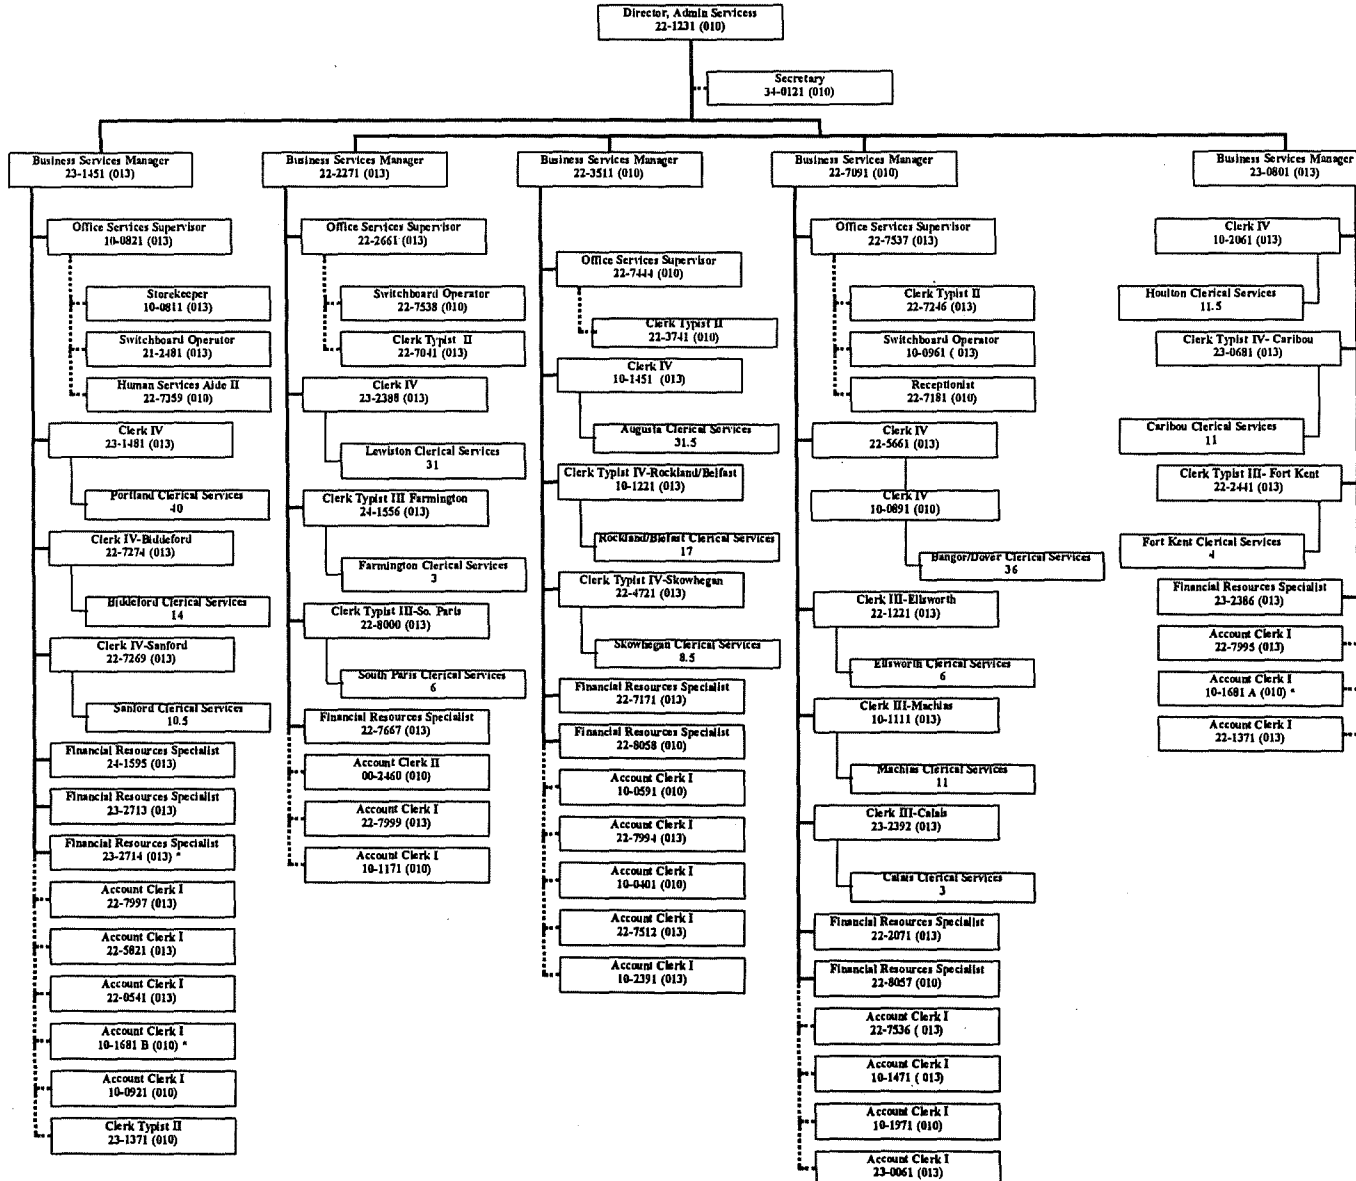 Director, Admin Servicess
22-1231 (010)
Secretary
34-0121 (010)
Business Services Manager
23-1451 (013)
Office Services Supervisor
10-0821 (013)
Storekeeper
10-0811 (013)
Switchboard Operator
21-2481 (013)
Human Services Aide II
22-7359 (010)
Clerk IV
23-1481 (013)
Portland Clerical Services
40
Clerk IV-Biddeford
22-7274 (013)
Biddeford Clerical Services
14
Clerk IV-Sanford
22-7269 (013)
Sanford Clerical Services
10.5
Financial Resources Specialist
24-1595 (013)
Financial Resources Specialist
23-2713 (013)
Financial Resources Specialist
23-2714 (013) *
Account Clerk I
22-7997 (013)
Account Clerk I
22-5821 (013)
Account Clerk I
22-0541 (013)
Account Clerk I
10-1681 B (010) *
Account Clerk I
10-0921 (010)
Clerk Typist II
23-1371 (010)
Business Services Manager
22-2271 (013)
Office Services Supervisor
22-2661 (013)
Switchboard Operator
22-7538 (010)
Clerk Typist II
22-7041 (013)
Clerk IV
23-2388 (013)
Lewiston Clerical Services
31
Clerk Typist III Farmington
24-1556 (013)
Farmington Clerical Services
3
Clerk Typist III-So. Paris
22-8000 (013)
South Paris Clerical Services
6
Financial Resources Specialist
22-7667 (013)
Account Clerk II
00-2460 (010)
Account Clerk I
22-7999 (013)
Account Clerk I
10-1171 (010)
Business Services Manager
22-3511 (010)
Office Services Supervisor
22-7444 (010)
Clerk Typist II
22-3741 (010)
Clerk IV
10-1451 (013)
Augusta Clerical Services
31.5
Clerk Typist IV-Rockland/Belfast
10-1221 (013)
Rockland/Blefast Clerical Services
17
Clerk Typist IV-Skowhegan
22-4721 (013)
Skowhegan Clerical Services
8.5
Financial Resources Specialist
22-7171 (013)
Financial Resources Specialist
22-8058 (010)
Account Clerk I
10-0591 (010)
Account Clerk I
22-7994 (013)
Account Clerk I
10-0401 (010)
Account Clerk I
22-7512 (013)
Account Clerk I
10-2391 (013)
Business Services Manager
22-7091 (010)
Office Services Supervisor
22-7537 (013)
Clerk Typist II
22-7246 (013)
Switchboard Operator
10-0961 ( 013)
Receptionist
22-7181 (010)
Clerk IV
22-5661 (013)
Clerk IV
10-0891 (010)
Bangor/Dover Clerical Services
36
Clerk III-Ellsworth
22-1221 (013)
Ellsworth Clerical Services
6
Clerk III-Machias
10-1111 (013)
Machias Clerical Services
11
Clerk III-Calais
23-2392 (013)
Calais Clerical Services
3
Financial Resources Specialist
22-2071 (013)
Financial Resources Specialist
22-8057 (010)
Account Clerk I
22-7536 ( 013)
Account Clerk I
10-1471 ( 013)
Account Clerk I
10-1971 (010)
Account Clerk I
23-0061 (013)
Business Services Manager
23-0801 (013)
Clerk IV
10-2061 (013)
Houlton Clerical Services
11.5
Clerk Typist IV- Caribou
23-0681 (013)
Caribou Clerical Services
11
Clerk Typist III- Fort Kent
22-2441 (013)
Fort Kent Clerical Services
4
Financial Resources Specialist
23-2386 (013)
Account Clerk I
22-7995 (013)
Account Clerk I
10-1681 A (010) *
Account Clerk I
22-1371 (013)